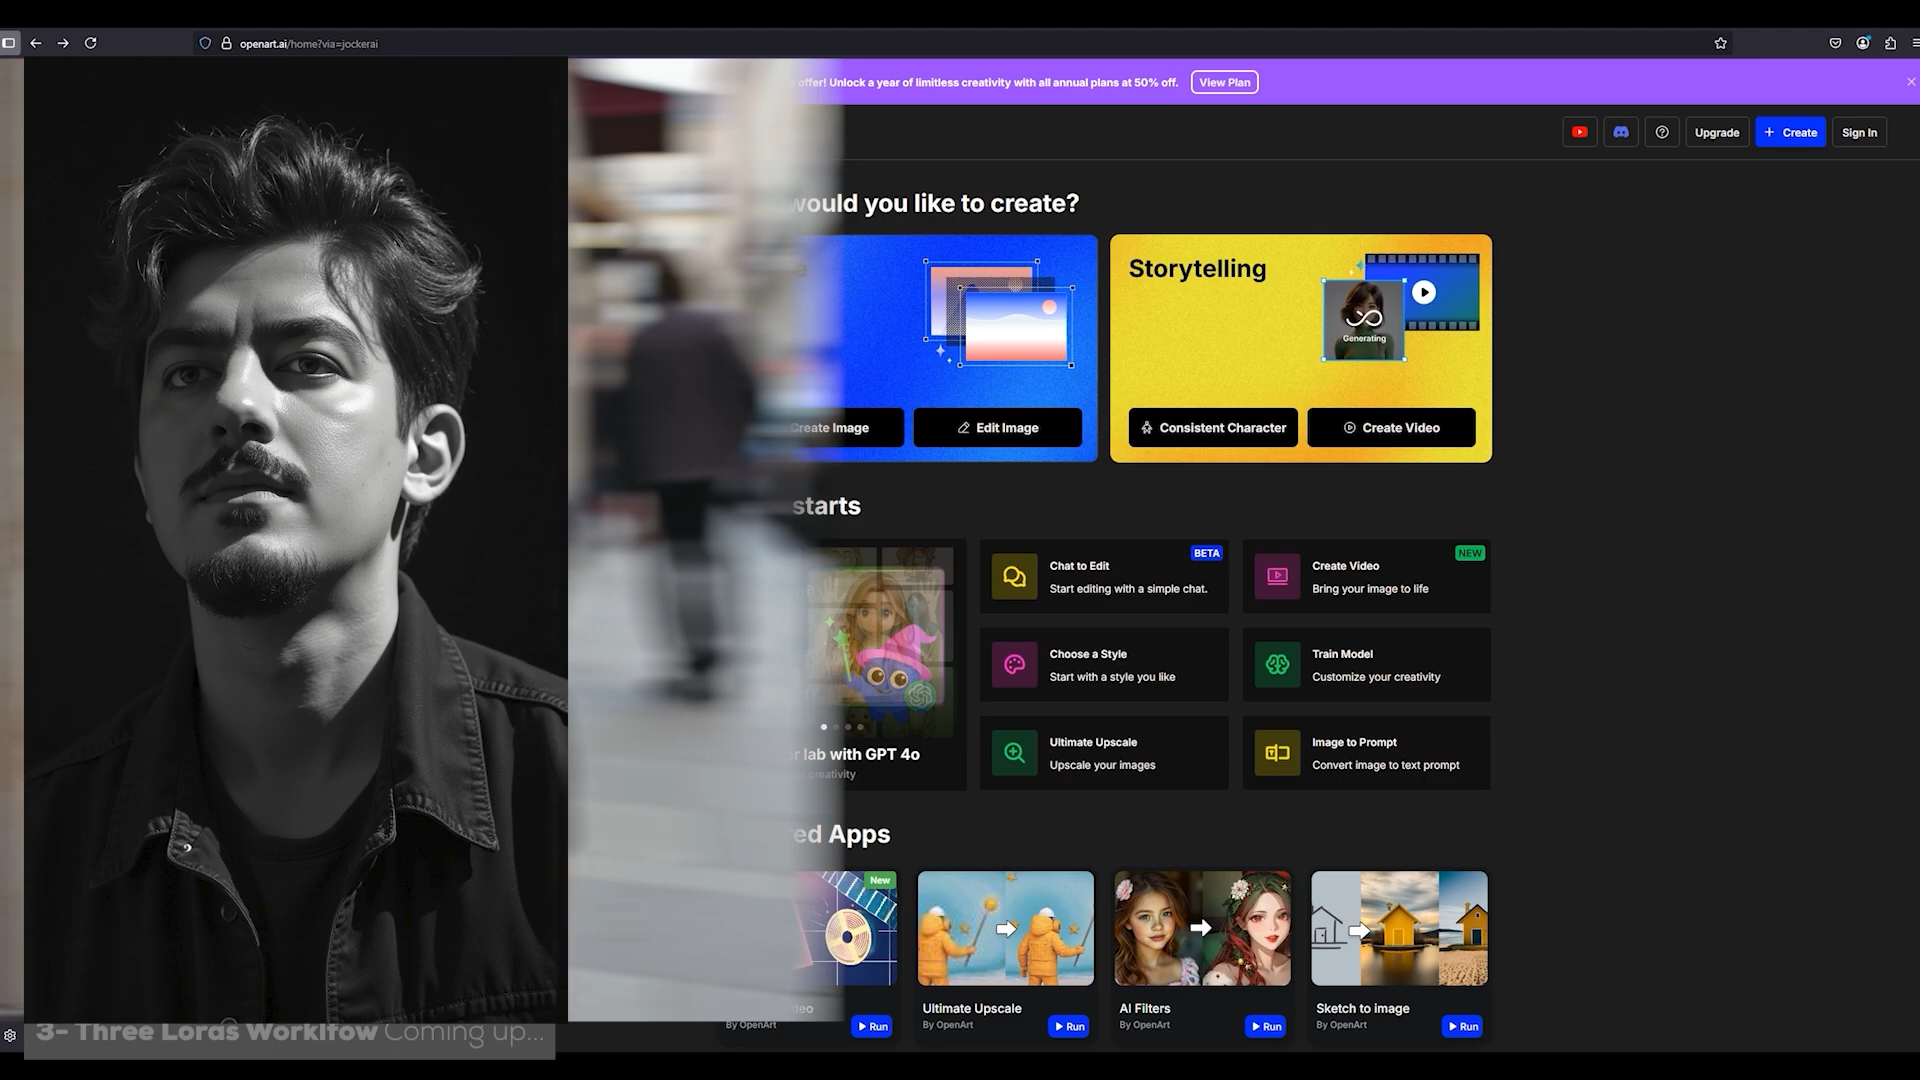 openart.ai/home?via=jockerai
offer! Unlock a year of limitless creativity with all annual plans at 50% off.
View Plan
Upgrade
+ Create
Sign In
would you like to create?
Storytelling
Generating
Create Image
Edit Image
Consistent Character
Create Video
starts
Chat to Edit
BETA
Start editing with a simple chat.
Create Video
NEW
Bring your image to life
Choose a Style
Start with a style you like
Train Model
Customize your creativity
lab with GPT 4o
creativity
Ultimate Upscale
Upscale your images
Image to Prompt
Convert image to text prompt
ed Apps
New
deo
By OpenArt
Run
Ultimate Upscale
By OpenArt
Run
AI Filters
By OpenArt
Run
Sketch to image
By OpenArt
Run
3- Three Loras Worklfow Coming up...